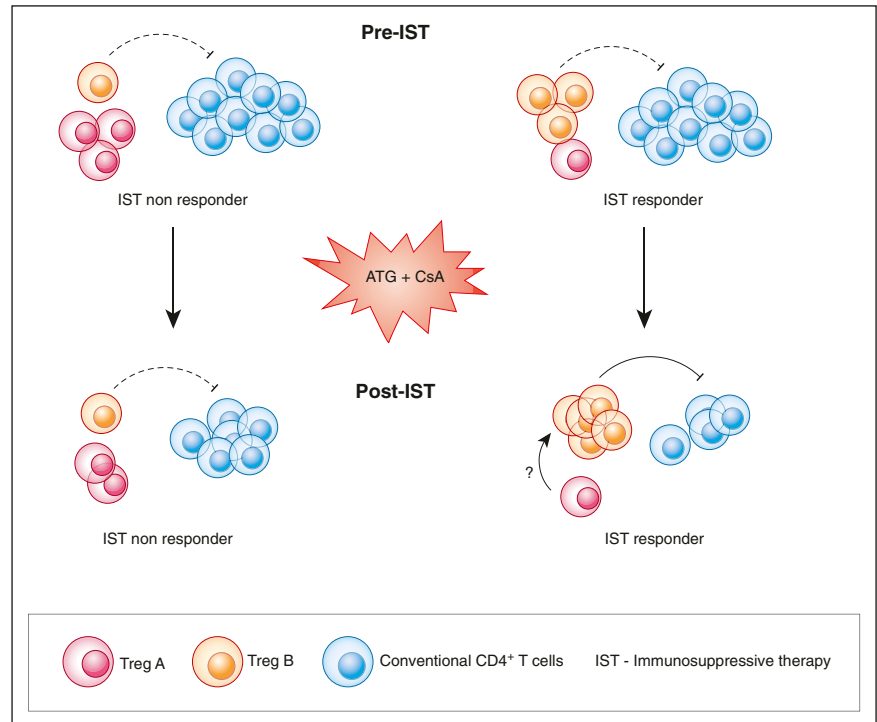 Pre-IST
IST non responder
IST responder
ATG + CsA
Post-IST
?
IST non responder
IST responder
Treg A
Treg B
Conventional CD4⁺ T cells
IST - Immunosuppressive therapy